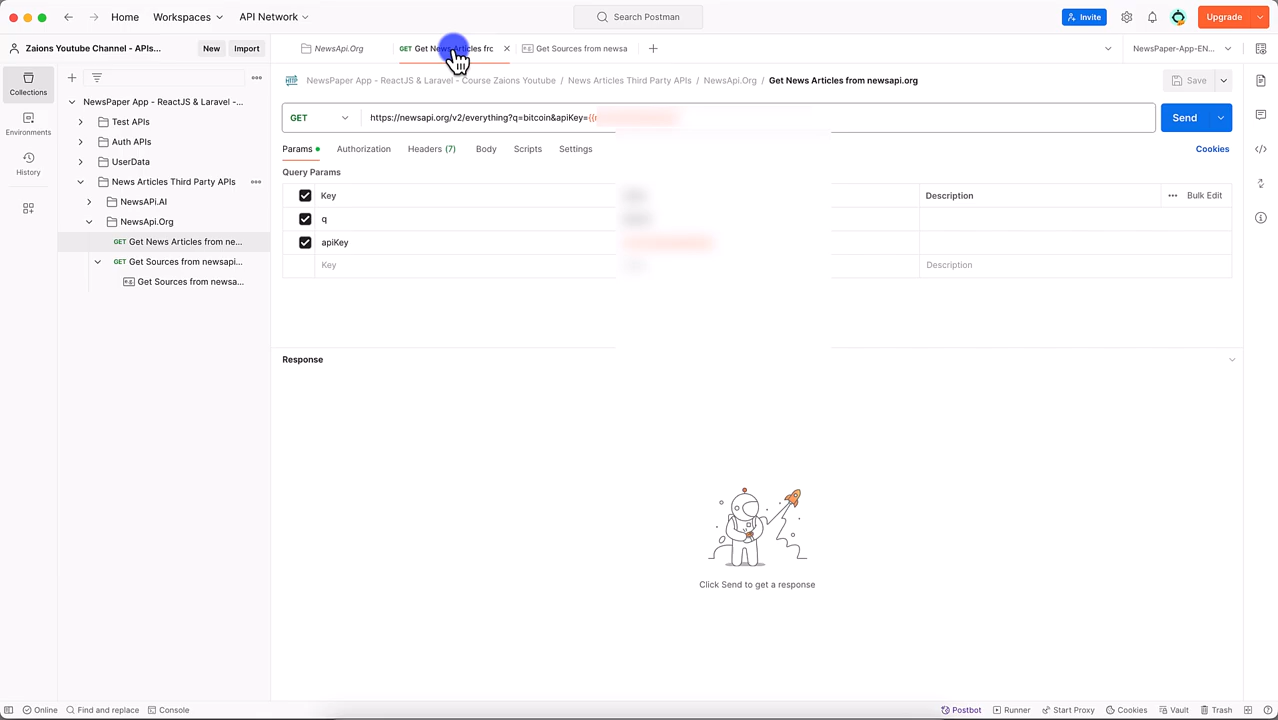 Home Workspaces API Network Search Postman Invite Upgrade
Zaions Youtube Channel - APIs... New Import NewsApi.Org GET Get News Articles frc Get Sources from newsa NewsPaper-App-EN...
Collections
Environments
History
NewsPaper App - ReactJS & Laravel -...
Test APIs
Auth APIs
UserData
News Articles Third Party APIs
NewsAPI.AI
NewsApi.Org
GET Get News Articles from ne...
GET Get Sources from newsapi...
Get Sources from newsa...
NewsPaper App - ReactJS & Laravel - Course Zaions Youtube / News Articles Third Party APIs / NewsApi.Org / Get News Articles from newsapi.org Save
GET https://newsapi.org/v2/everything?q=bitcoin&apiKey={{ Send
Params Authorization Headers (7) Body Scripts Settings Cookies
Query Params
Key Description Bulk Edit
q
apiKey
Key Description
Response
Click Send to get a response
Online Find and replace Console Postbot Runner Start Proxy Cookies Vault Trash